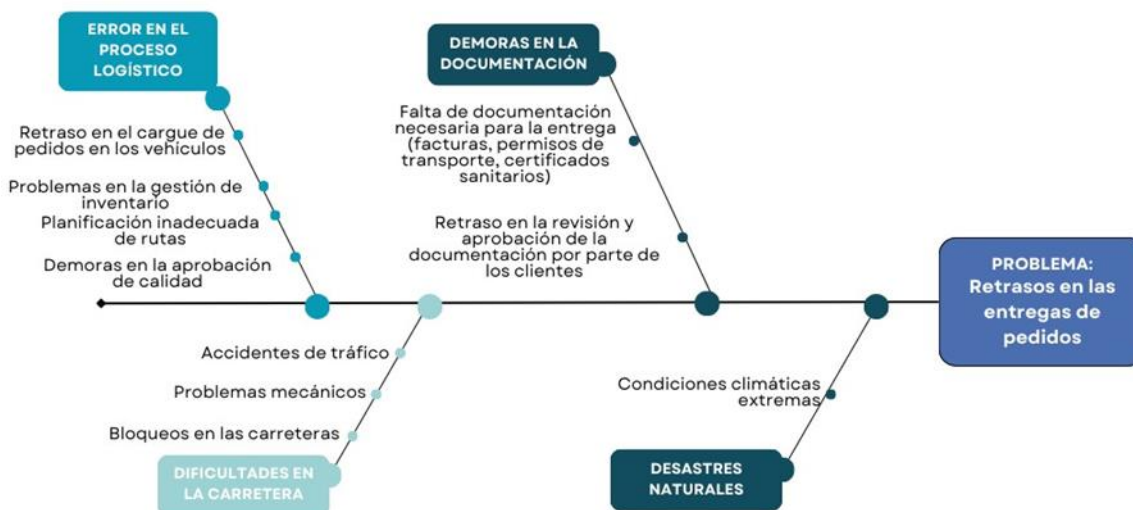 ERROR EN EL
PROCESO
LOGÍSTICO
Retraso en el cargue de
pedidos en los vehículos
Problemas en la gestión de
inventario
Planificación inadecuada
de rutas
Demoras en la aprobación
de calidad
DEMORAS EN LA
DOCUMENTACIÓN
Falta de documentación
necesaria para la entrega
(facturas, permisos de
transporte, certificados
sanitarios)
Retraso en la revisión y
aprobación de la
documentación por parte de
los clientes
PROBLEMA:
Retrasos en las
entregas de
pedidos
Accidentes de tráfico
Problemas mecánicos
Bloqueos en las carreteras
DIFICULTADES EN
LA CARRETERA
Condiciones climáticas
extremas
DESASTRES
NATURALES